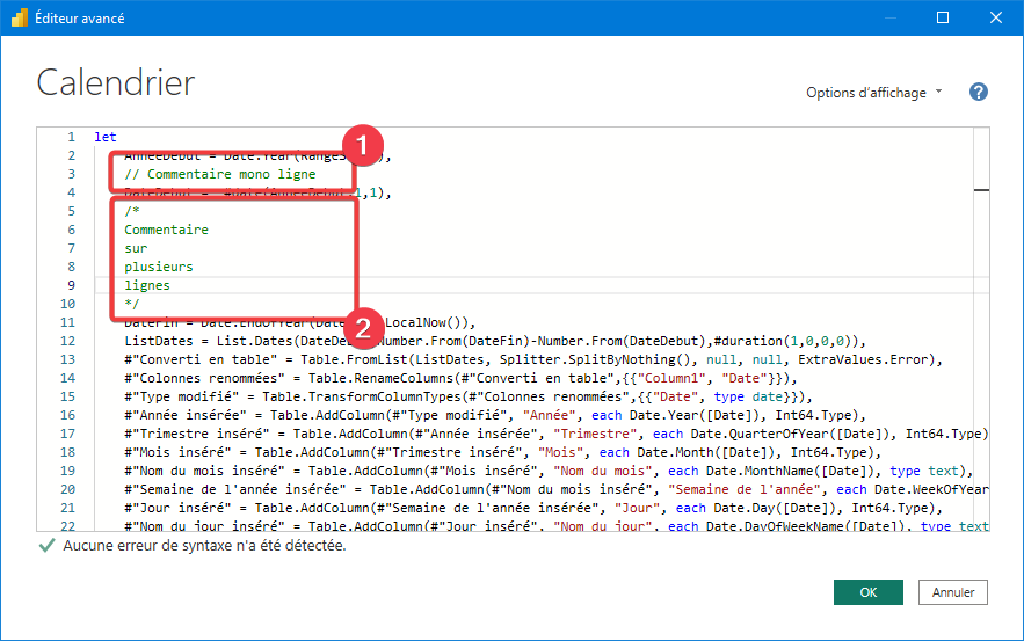 Éditeur avancé
Calendrier
Options d'affichage
1 let
2 AnneeDebut = Date.Year(RangeS
1
3 // Commentaire mono ligne
4 DateDebut = #date(AnneeDebut,1,1),
5 /*
6 Commentaire
7 sur
8 plusieurs
9 lignes
10 */
2
11 DateFin = Date.EndOfYear(Date LocalNow()),
12 ListDates = List.Dates(DateDeb Number.From(DateFin)-Number.From(DateDebut),#duration(1,0,0,0)),
13 #"Converti en table" = Table.FromList(ListDates, Splitter.SplitByNothing(), null, null, ExtraValues.Error),
14 #"Colonnes renommées" = Table.RenameColumns(#"Converti en table",{{"Column1", "Date"}}),
15 #"Type modifié" = Table.TransformColumnTypes(#"Colonnes renommées",{{"Date", type date}}),
16 #"Année insérée" = Table.AddColumn(#"Type modifié", "Année", each Date.Year([Date]), Int64.Type),
17 #"Trimestre inséré" = Table.AddColumn(#"Année insérée", "Trimestre", each Date.QuarterOfYear([Date]), Int64.Type)
18 #"Mois inséré" = Table.AddColumn(#"Trimestre inséré", "Mois", each Date.Month([Date]), Int64.Type),
19 #"Nom du mois inséré" = Table.AddColumn(#"Mois inséré", "Nom du mois", each Date.MonthName([Date]), type text),
20 #"Semaine de l'année insérée" = Table.AddColumn(#"Nom du mois inséré", "Semaine de l'année", each Date.WeekOfYear
21 #"Jour inséré" = Table.AddColumn(#"Semaine de l'année insérée", "Jour", each Date.Day([Date]), Int64.Type),
22 #"Nom du jour inséré" = Table.AddColumn(#"Jour inséré", "Nom du jour", each Date.DayOfWeekName([Date]), type text
Aucune erreur de syntaxe n'a été détectée.
OK
Annuler